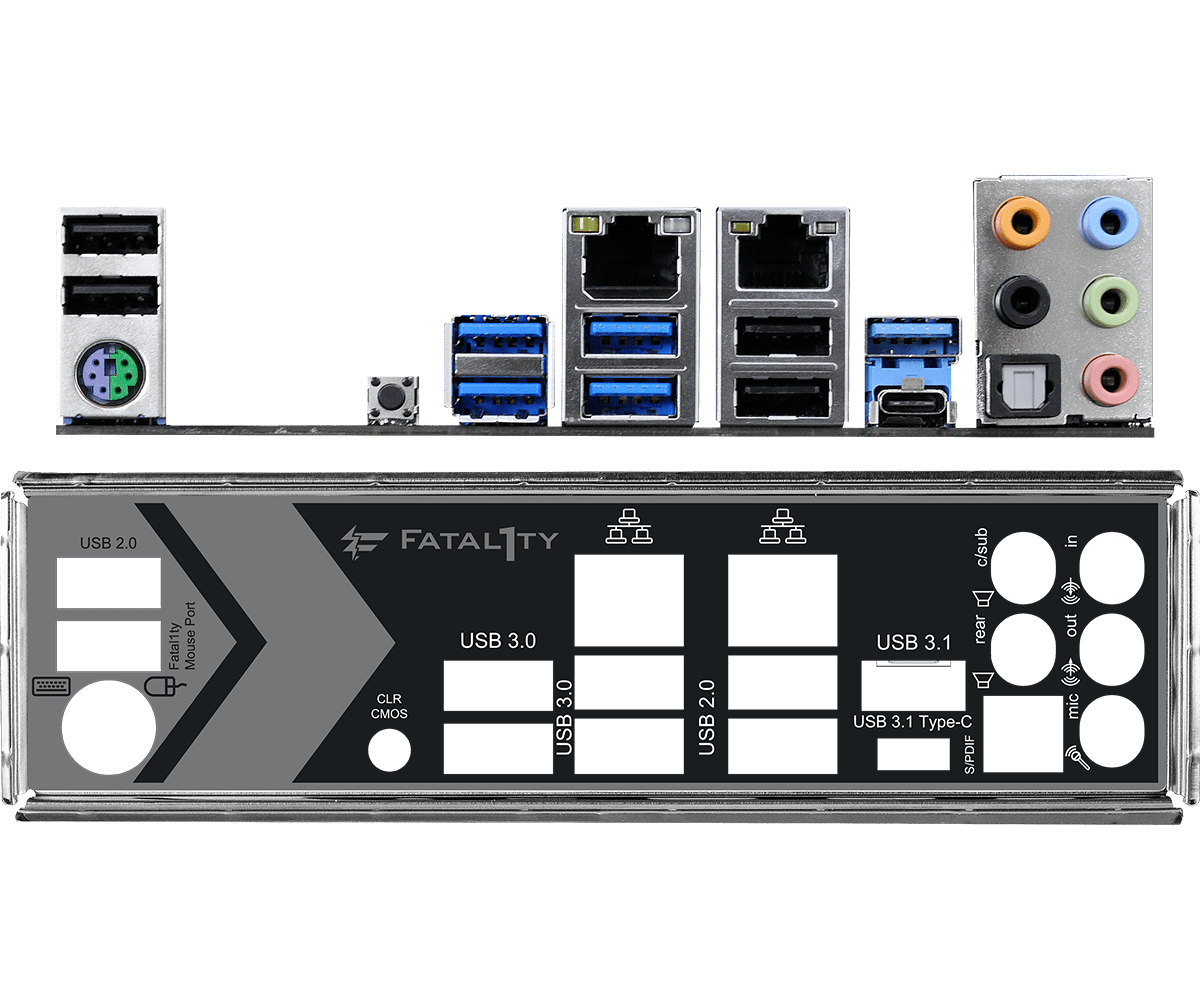 USB 2.0
Fatal1ty
Mouse Port
FATAL1TY
CLR
CMOS
USB 3.0
USB 3.0
USB 2.0
USB 3.1
USB 3.1 Type-C
S/PDIF
c/sub
rear
in
out
mic